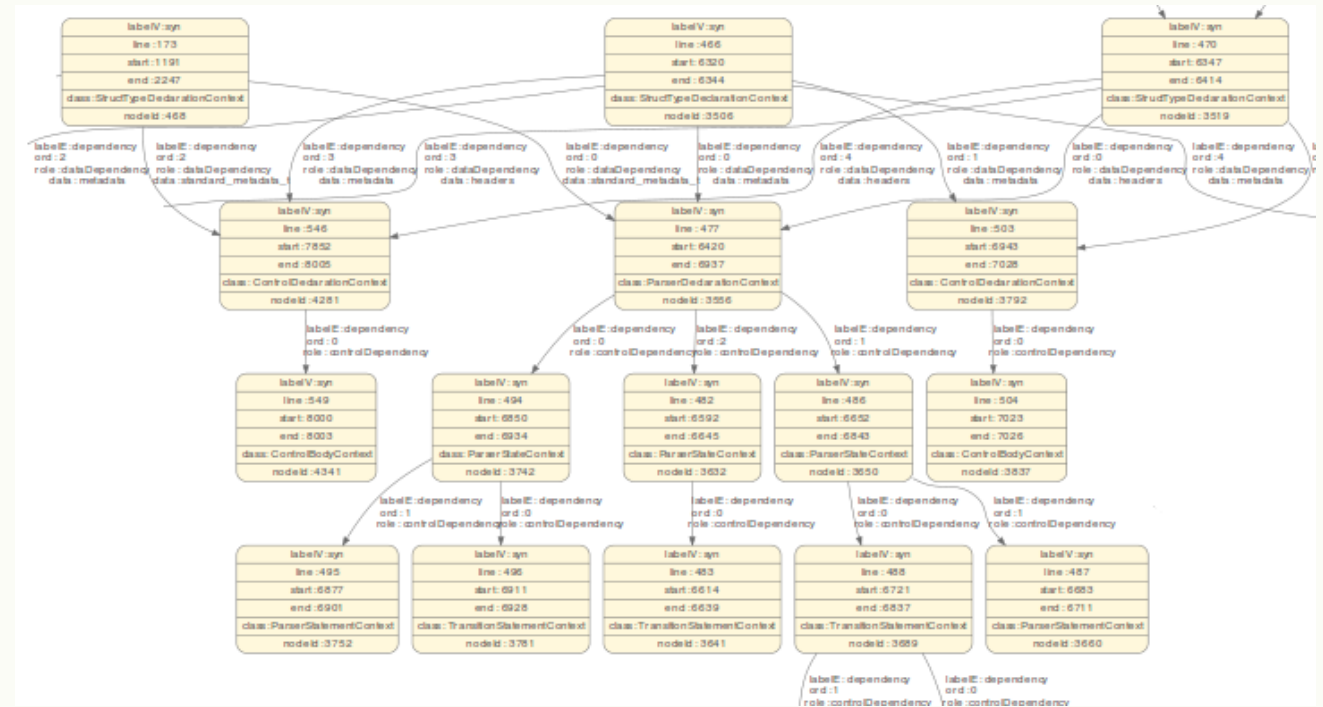 labelV:syn
line:173
start:1191
end:2247
class:StructTypeDeclarationContext
nodeId:468
labelV:syn
line:466
start:6320
end:6344
class:StructTypeDeclarationContext
nodeId:3506
labelV:syn
line:470
start:6347
end:6414
class:StructTypeDeclarationContext
nodeId:3519
labelE:dependency
ord:2
role:dataDependency
data:metadata
labelE:dependency
ord:2
role:dataDependency
data:standard_metadata_t
labelE:dependency
ord:3
role:dataDependency
data:metadata
labelE:dependency
ord:3
role:dataDependency
data:headers
labelE:dependency
ord:0
role:dataDependency
data:standard_metadata_t
labelE:dependency
ord:0
role:dataDependency
data:metadata
labelE:dependency
ord:4
role:dataDependency
data:headers
labelE:dependency
ord:1
role:dataDependency
data:metadata
labelE:dependency
ord:0
role:dataDependency
data:headers
labelE:dependency
ord:4
role:dataDependency
data:metadata
labelV:syn
line:546
start:7852
end:8005
class:ControlDeclarationContext
nodeId:4281
labelV:syn
line:477
start:6420
end:6937
class:ParserDeclarationContext
nodeId:3556
labelV:syn
line:503
start:6943
end:7028
class:ControlDeclarationContext
nodeId:3792
labelE:dependency
ord:0
role:controlDependency
labelE:dependency
ord:0
role:controlDependency
labelE:dependency
ord:2
role:controlDependency
labelE:dependency
ord:1
role:controlDependency
labelE:dependency
ord:0
role:controlDependency
labelV:syn
line:549
start:8000
end:8003
class:ControlBodyContext
nodeId:4341
labelV:syn
line:494
start:6850
end:6934
class:ParserStateContext
nodeId:3742
labelV:syn
line:482
start:6592
end:6645
class:ParserStateContext
nodeId:3632
labelV:syn
line:486
start:6652
end:6843
class:ParserStateContext
nodeId:3650
labelV:syn
line:504
start:7023
end:7026
class:ControlBodyContext
nodeId:3837
labelE:dependency
ord:1
role:controlDependency
labelE:dependency
ord:0
role:controlDependency
labelE:dependency
ord:0
role:controlDependency
labelE:dependency
ord:0
role:controlDependency
labelE:dependency
ord:1
role:controlDependency
labelV:syn
line:495
start:6877
end:6901
class:ParserStatementContext
nodeId:3752
labelV:syn
line:496
start:6911
end:6928
class:TransitionStatementContext
nodeId:3781
labelV:syn
line:483
start:6614
end:6639
class:TransitionStatementContext
nodeId:3641
labelV:syn
line:488
start:6721
end:6837
class:TransitionStatementContext
nodeId:3689
labelV:syn
line:487
start:6683
end:6711
class:ParserStatementContext
nodeId:3660
labelE:dependency
ord:1
role:controlDependency
labelE:dependency
ord:0
role:controlDependency